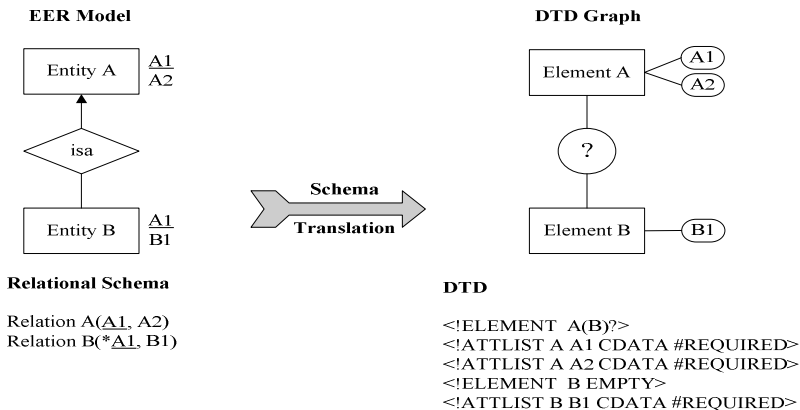 EER Model
Entity A
A1
A2
isa
Entity B
A1
B1
Relational Schema
Relation A(A1, A2)
Relation B(*A1, B1)
Schema
Translation
DTD Graph
Element A
A1
A2
?
Element B
B1
DTD
<!ELEMENT A(B)?>
<!ATTLIST A A1 CDATA #REQUIRED>
<!ATTLIST A A2 CDATA #REQUIRED>
<!ELEMENT B EMPTY>
<!ATTLIST B B1 CDATA #REQUIRED>